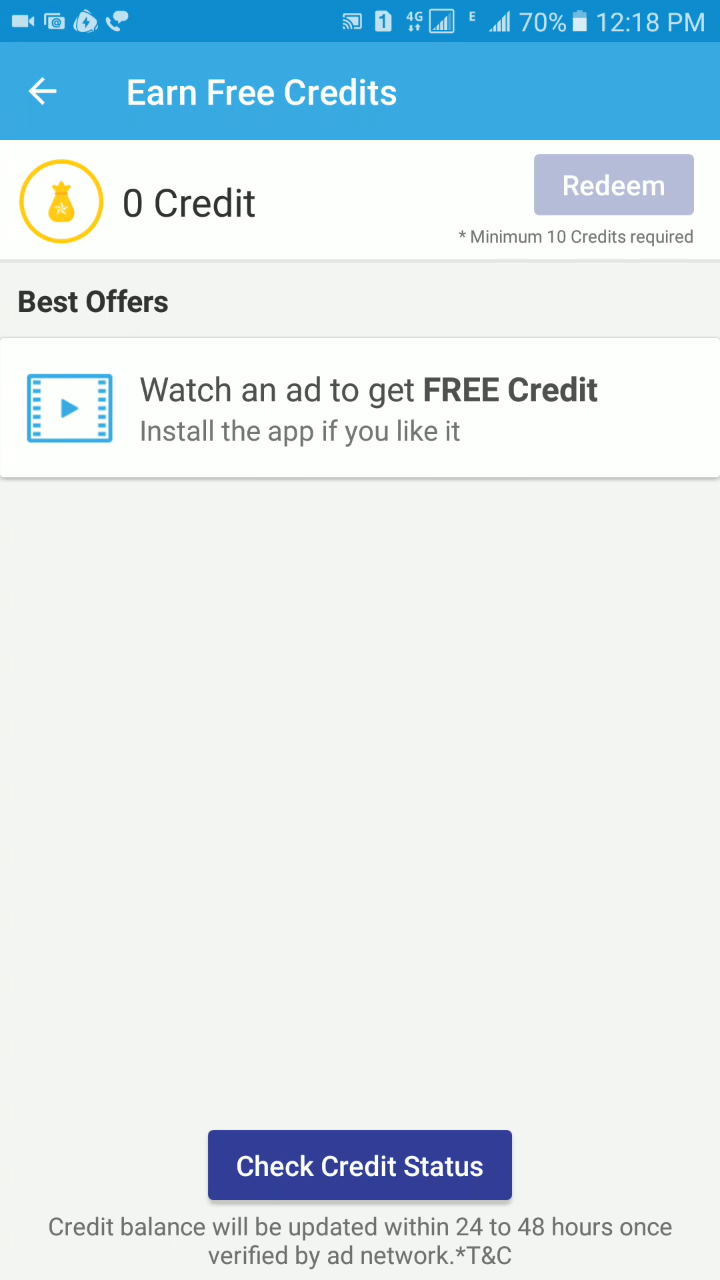 1 4G E 70% 12:18 PM
Earn Free Credits
0 Credit
Redeem
* Minimum 10 Credits required
Best Offers
Watch an ad to get FREE Credit
Install the app if you like it
Check Credit Status
Credit balance will be updated within 24 to 48 hours once
verified by ad network.*T&C